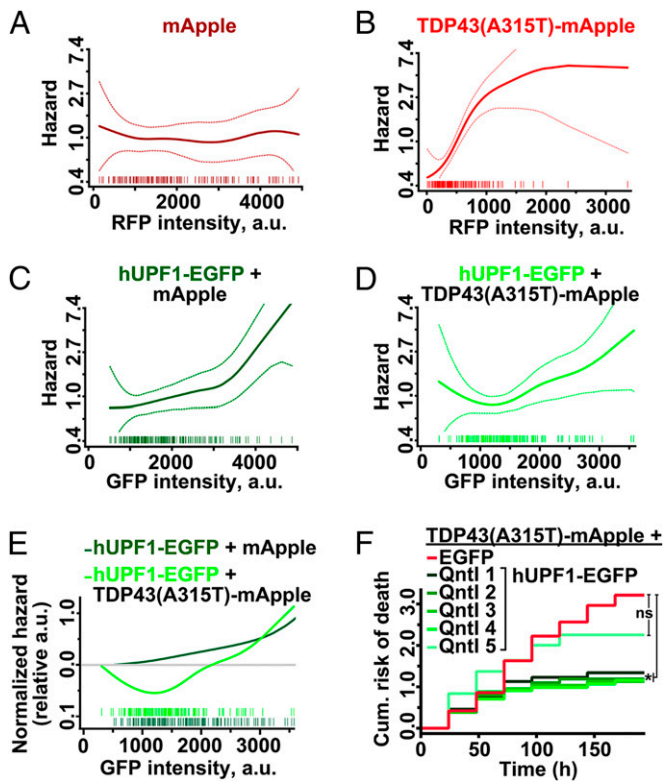 A
mApple
7.4
2.7
1.0
0.4
Hazard
0
2000
4000
RFP intensity, a.u.
B
TDP43(A315T)-mApple
7.4
2.7
1.0
0.4
Hazard
0
1000
3000
RFP intensity, a.u.
C
hUPF1-EGFP +
mApple
7.4
2.7
1.0
0.4
Hazard
0
2000
4000
GFP intensity, a.u.
D
hUPF1-EGFP +
TDP43(A315T)-mApple
7.4
2.7
1.0
0.4
Hazard
0
1000
3000
GFP intensity, a.u.
E
-hUPF1-EGFP + mApple
-hUPF1-EGFP +
TDP43(A315T)-mApple
1.0
0.0
0.1
Normalized hazard
(relative a.u.)
0
1000
2000
3000
GFP intensity, a.u.
F
TDP43(A315T)-mApple +
EGFP
Qntl 1
Qntl 2
Qntl 3
Qntl 4
Qntl 5
hUPF1-EGFP
3.0
2.0
1.0
0.0
Cum. risk of death
ns
*
0
50
100
150
Time (h)